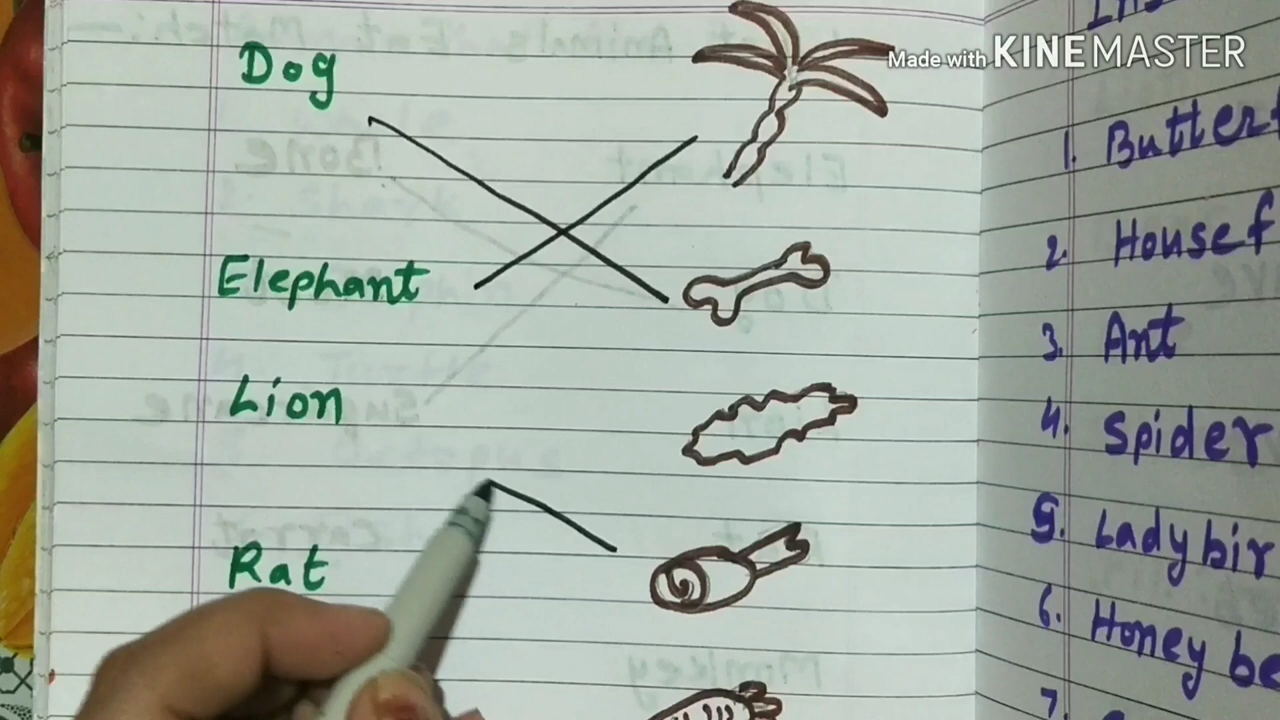 Made with KINEMASTER
Dog
Elephant
Lion
Rat
1.
2. Housef
3. Ant
4. Spider
5. Ladybir
6. Honey be
7.